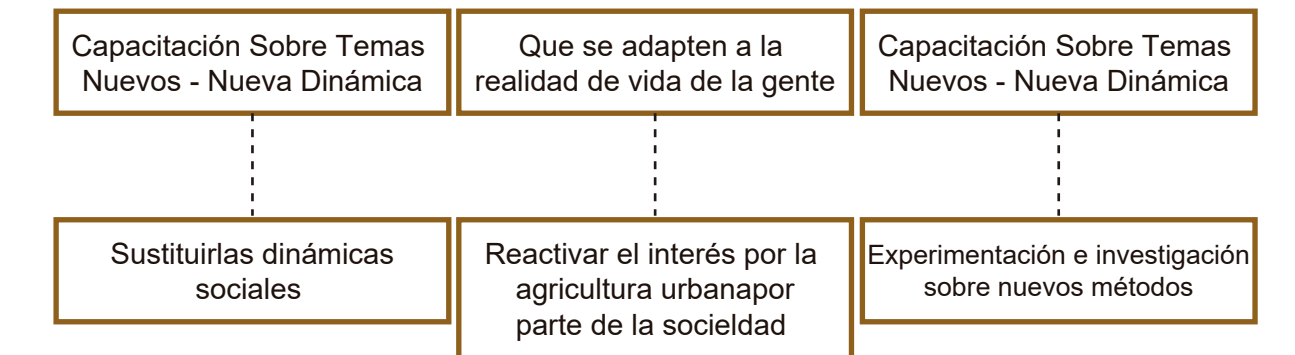 Capacitación Sobre Temas
Nuevos - Nueva Dinámica
Que se adapten a la
realidad de vida de la gente
Capacitación Sobre Temas
Nuevos - Nueva Dinámica
Sustituirlas dinámicas
sociales
Reactivar el interés por la
agricultura urbanapor
parte de la socieldad
Experimentación e investigación
sobre nuevos métodos